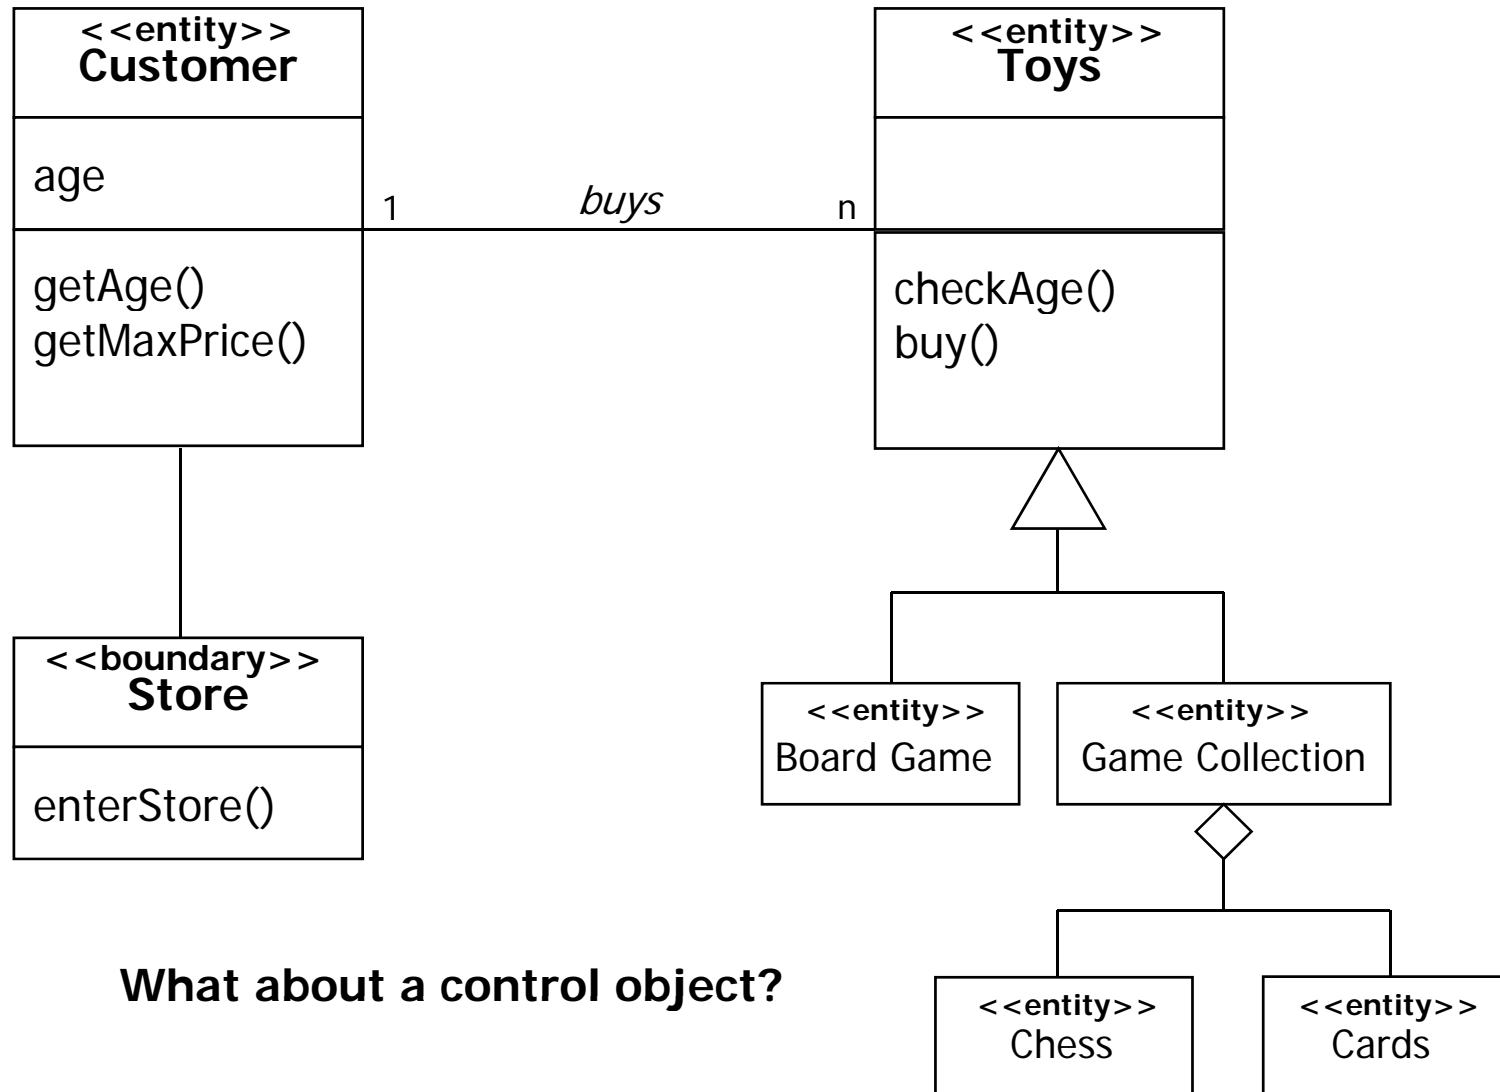 <<entity>>
Customer
age
getAge()
getMaxPrice()
1
buys
n
<<entity>>
Toys
checkAge()
buy()
<<boundary>>
Store
enterStore()
<<entity>>
Board Game
<<entity>>
Game Collection
What about a control object?
<<entity>>
Chess
<<entity>>
Cards